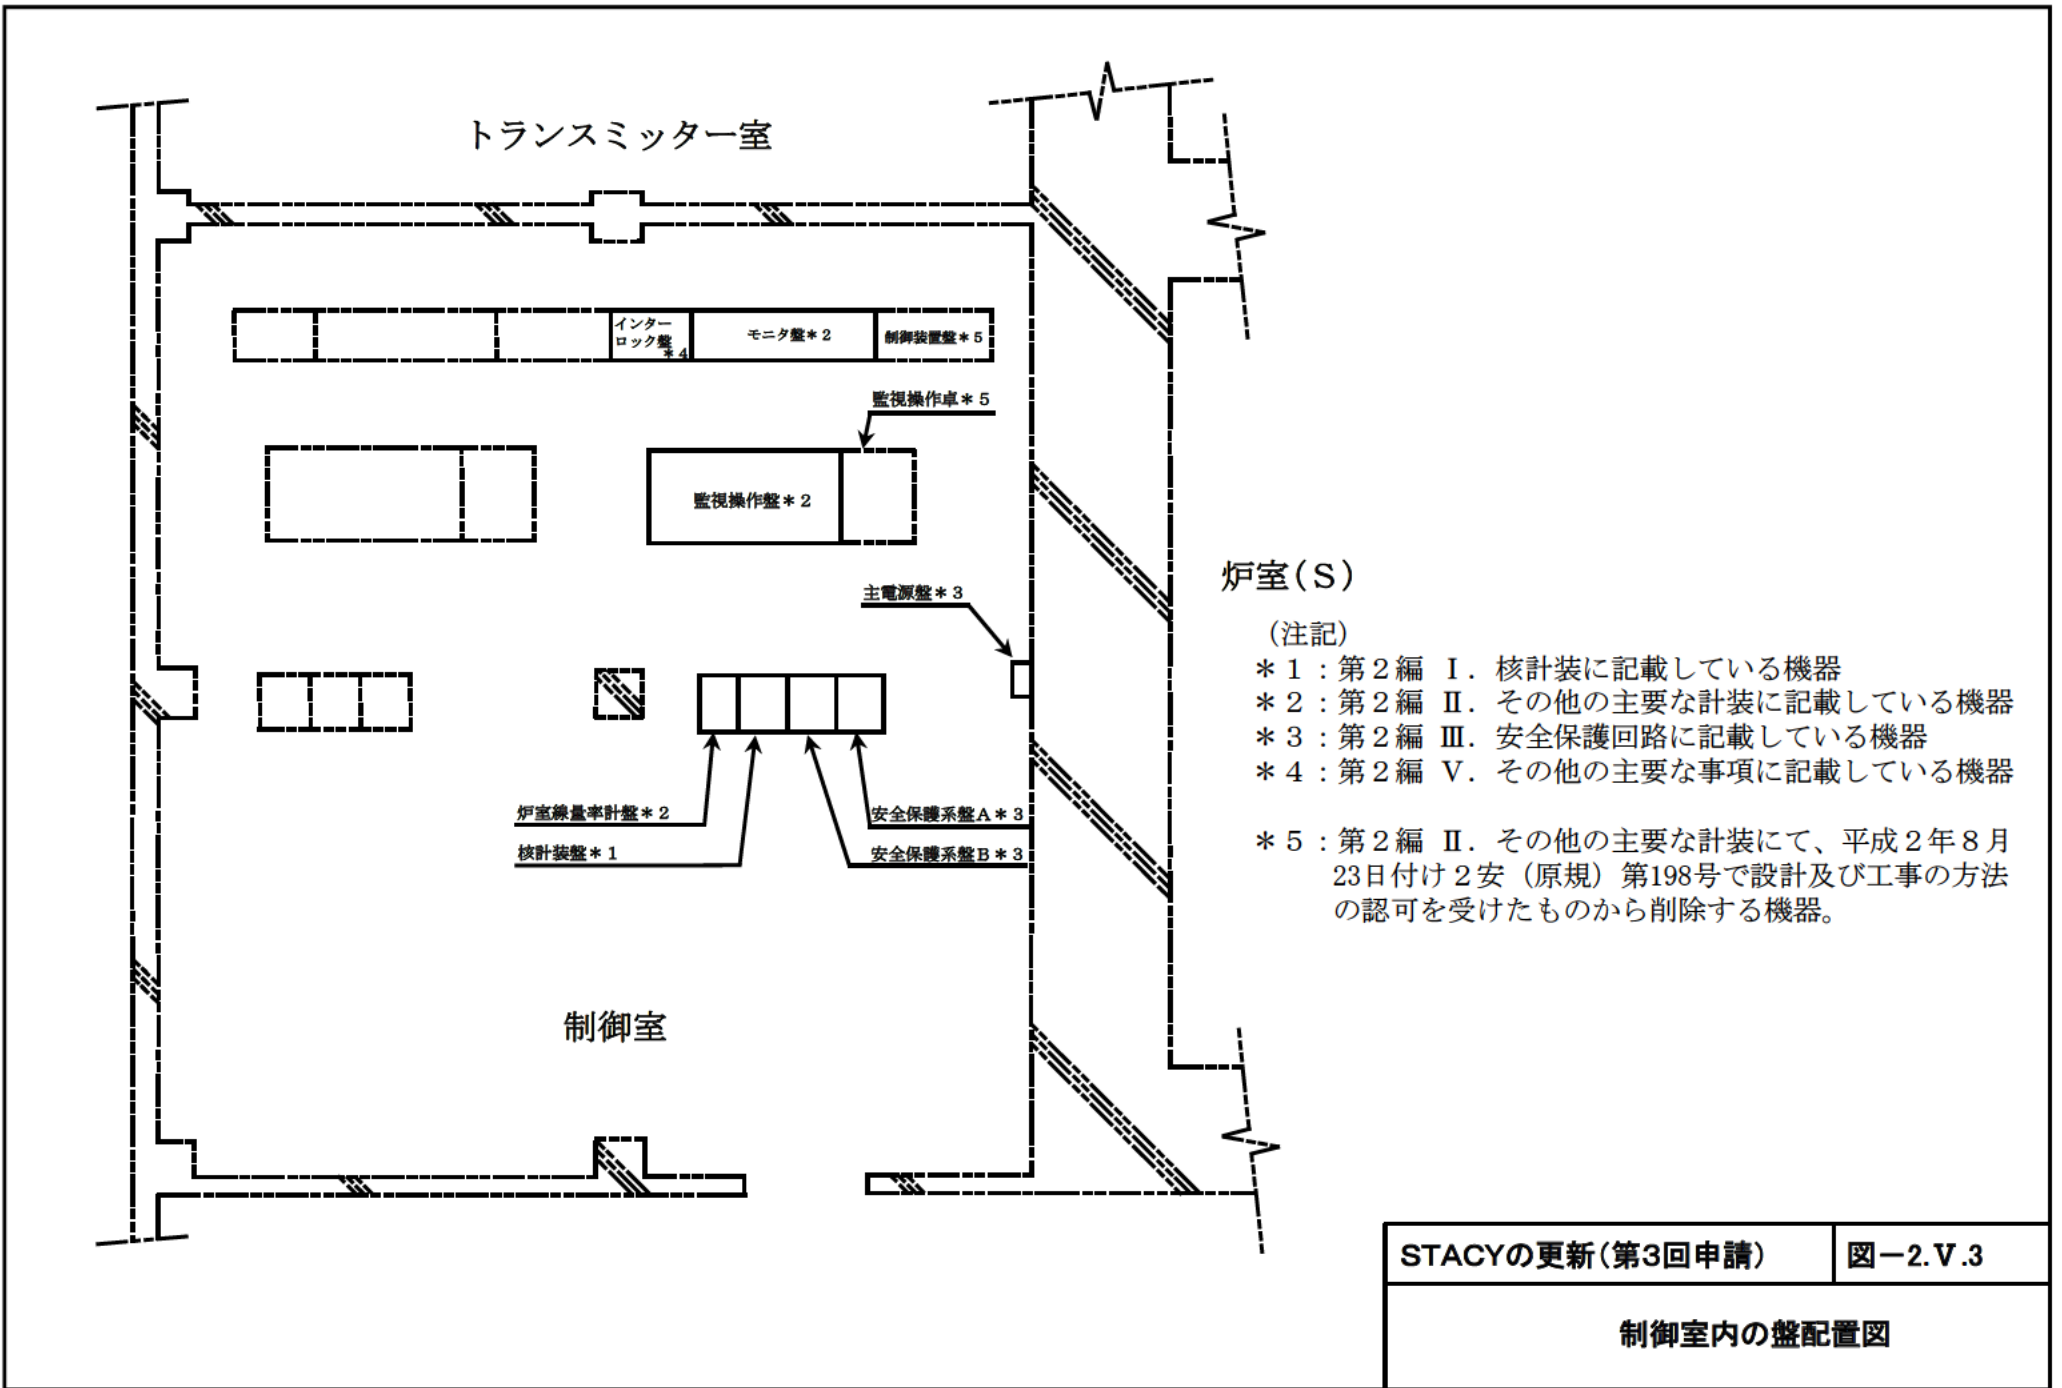 トランスミッター室
インター
ロック盤
＊4
モニタ盤＊2
制御装置盤＊5
監視操作卓＊5
監視操作盤＊2
主電源盤＊3
炉室(S)
（注記）
＊1：第2編 Ⅰ．核計装に記載している機器
＊2：第2編 Ⅱ．その他の主要な計装に記載している機器
＊3：第2編 Ⅲ．安全保護回路に記載している機器
＊4：第2編 Ⅴ．その他の主要な事項に記載している機器
＊5：第2編 Ⅱ．その他の主要な計装にて、平成2年8月
23日付け2安（原規）第198号で設計及び工事の方法
の認可を受けたものから削除する機器。
炉室線量率計盤＊2
安全保護系盤A＊3
核計装盤＊1
安全保護系盤B＊3
制御室
STACYの更新(第3回申請)
図－2.Ⅴ.3
制御室内の盤配置図